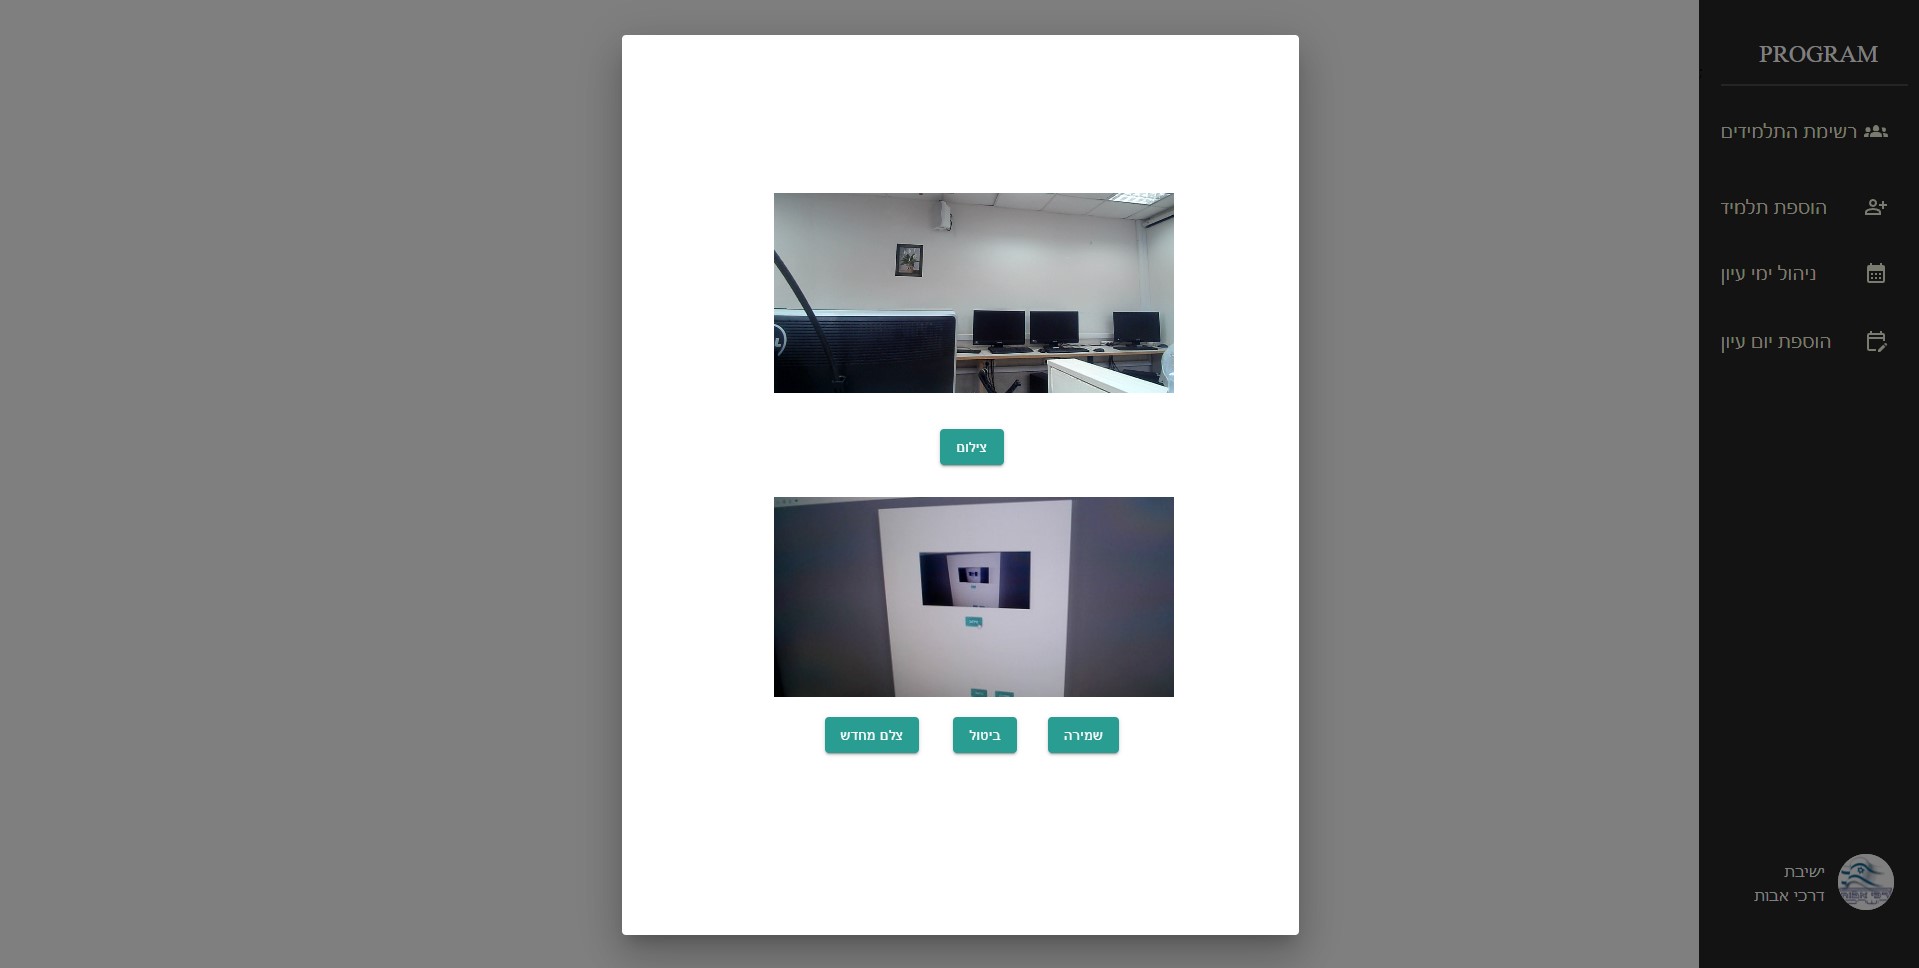 PROGRAM
רשימת התלמידים
הוספת תלמיד
ניהול ימי עיון
הוספת יום עיון
צילום
שמירה
ביטול
צלם מחדש
ישיבת
דרכי אבות